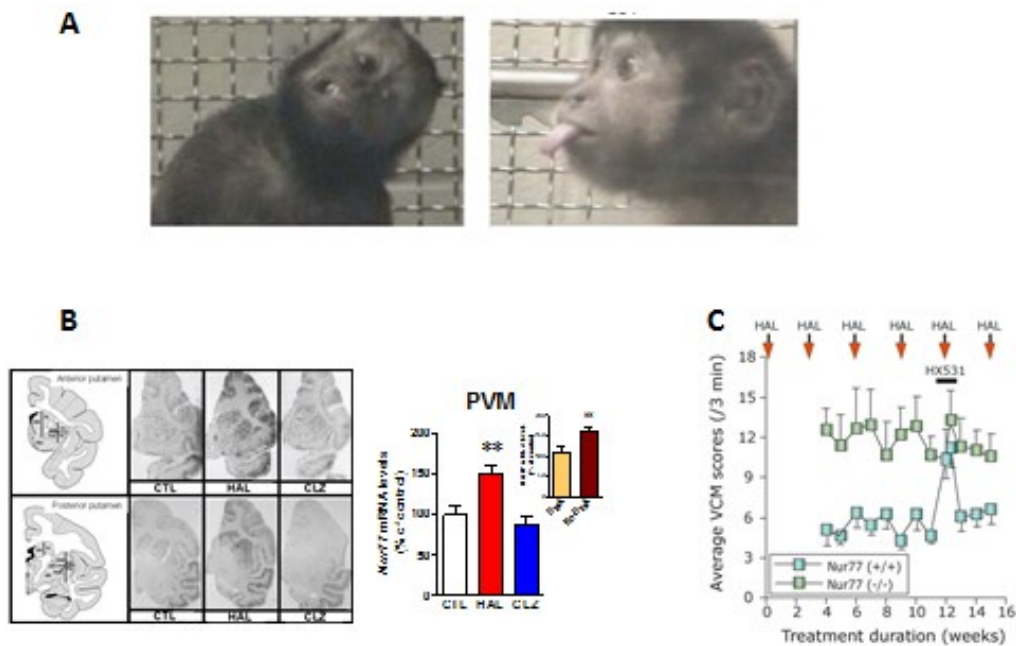 A
B
Anterior putamen
CTL HAL CLZ
Posterior putamen
CTL HAL CLZ
PVM
Nur77 mRNA levels
(% of control)
200
150
100
50
0
**
CTL HAL CLZ
**
C
HAL HAL HAL HAL HAL HAL
HX531
Average VCM scores (/3 min)
18
15
12
9
6
3
0
Nur77 (+/+)
Nur77 (-/-)
0 2 4 6 8 10 12 14 16
Treatment duration (weeks)